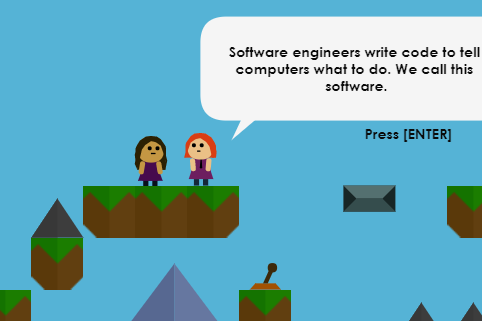 Software engineers write code to tell
computers what to do. We call this
software.
Press [ENTER]